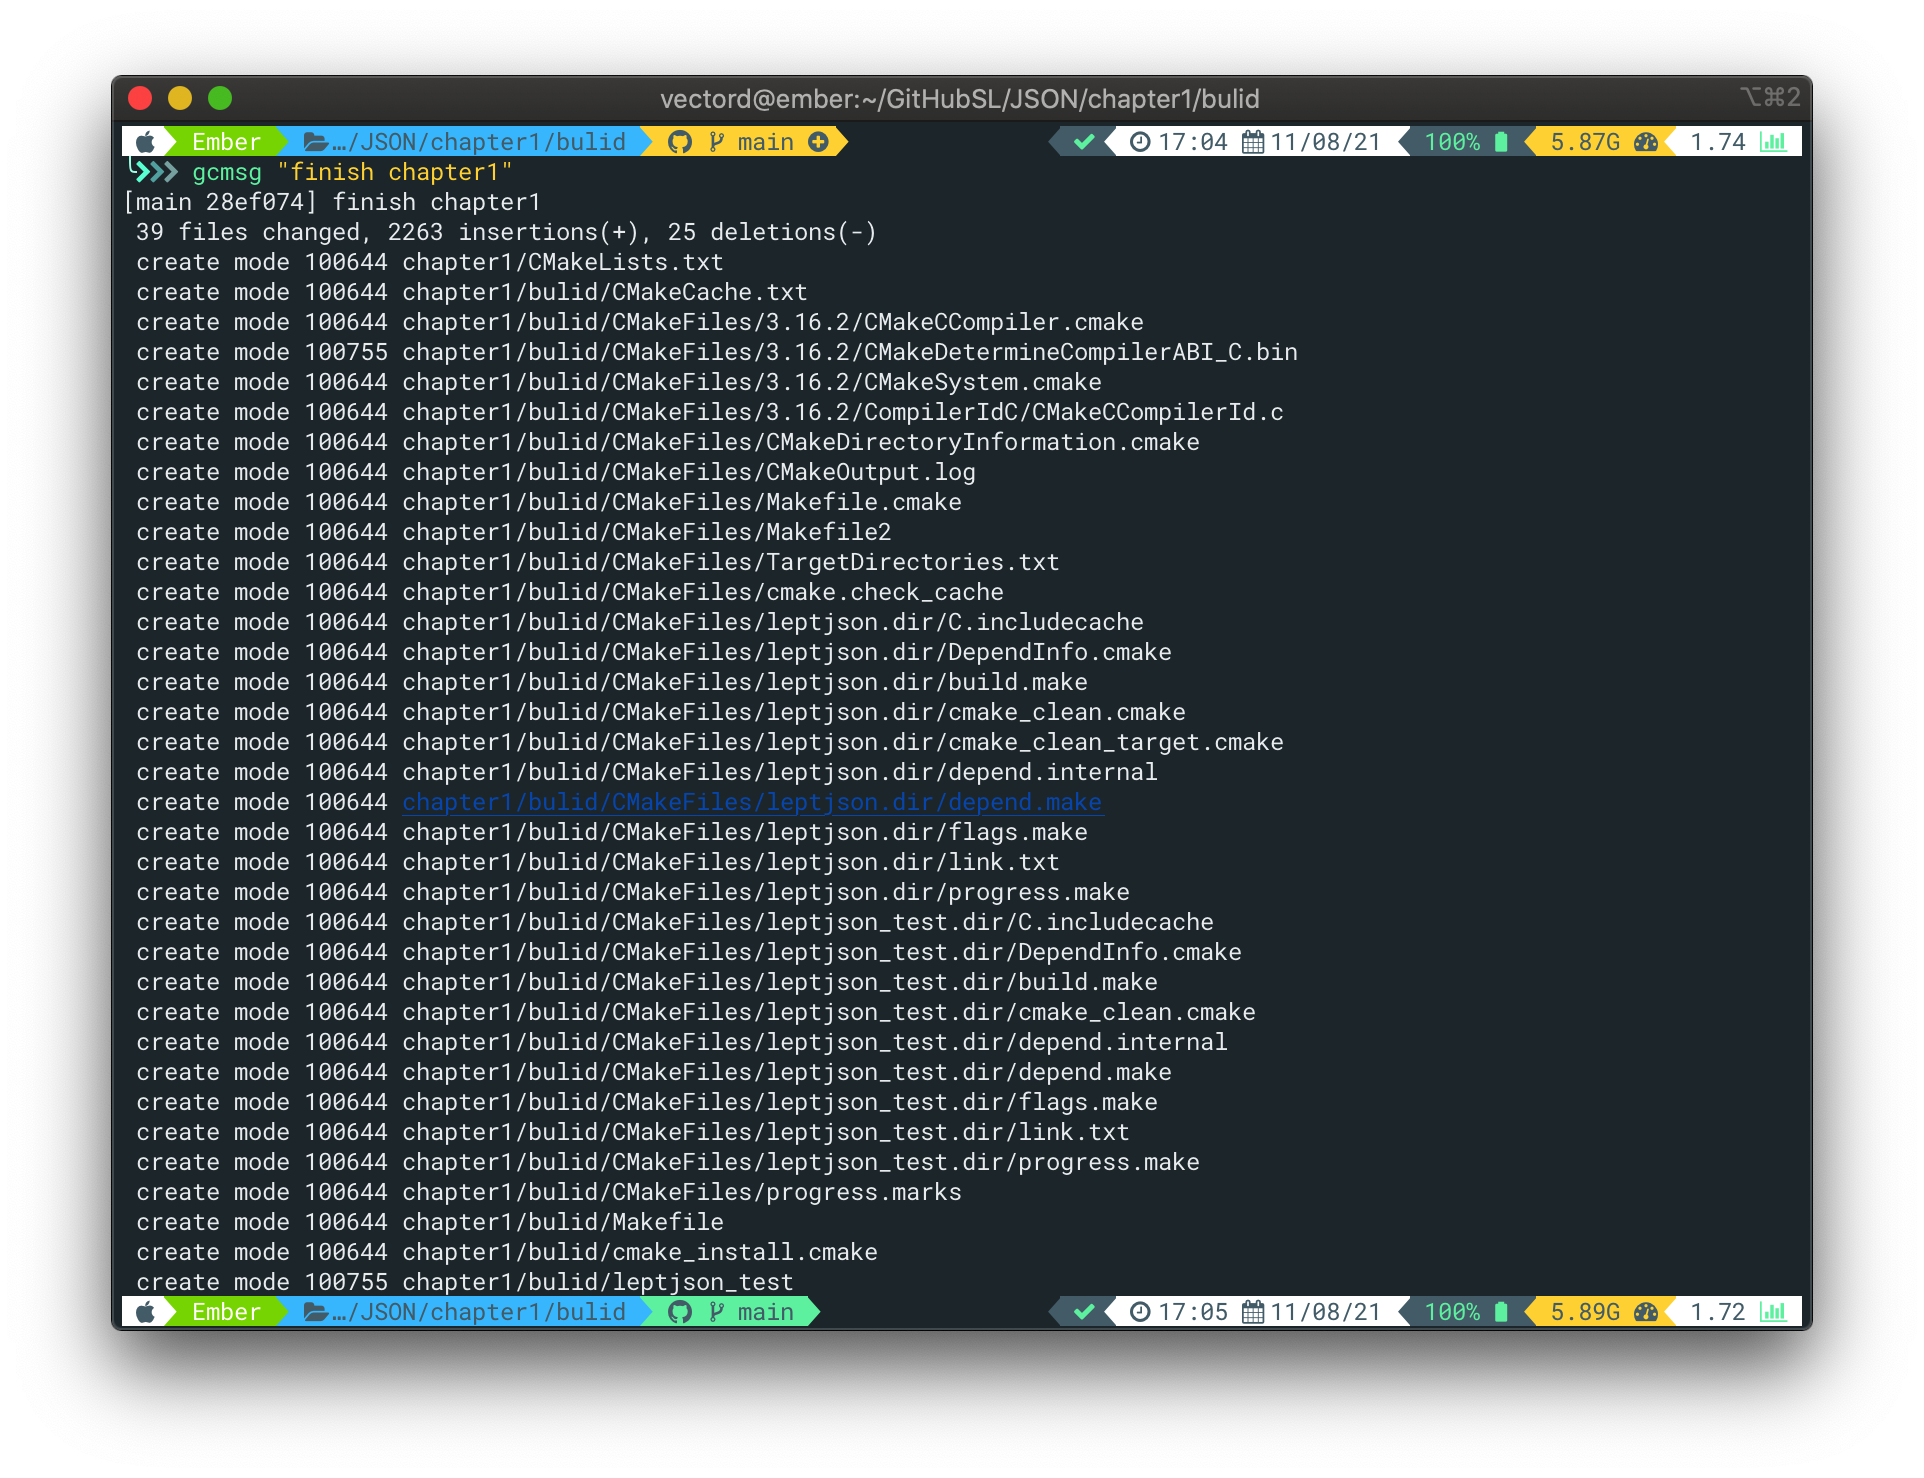 vectord@ember:~/GitHubSL/JSON/chapter1/bulid ⌥⌘2
Ember …/JSON/chapter1/bulid main 17:04 11/08/21 100% 5.87G 1.74
gcmsg "finish chapter1"
[main 28ef074] finish chapter1
39 files changed, 2263 insertions(+), 25 deletions(-)
create mode 100644 chapter1/CMakeLists.txt
create mode 100644 chapter1/bulid/CMakeCache.txt
create mode 100644 chapter1/bulid/CMakeFiles/3.16.2/CMakeCCompiler.cmake
create mode 100755 chapter1/bulid/CMakeFiles/3.16.2/CMakeDetermineCompilerABI_C.bin
create mode 100644 chapter1/bulid/CMakeFiles/3.16.2/CMakeSystem.cmake
create mode 100644 chapter1/bulid/CMakeFiles/3.16.2/CompilerIdC/CMakeCCompilerId.c
create mode 100644 chapter1/bulid/CMakeFiles/CMakeDirectoryInformation.cmake
create mode 100644 chapter1/bulid/CMakeFiles/CMakeOutput.log
create mode 100644 chapter1/bulid/CMakeFiles/Makefile.cmake
create mode 100644 chapter1/bulid/CMakeFiles/Makefile2
create mode 100644 chapter1/bulid/CMakeFiles/TargetDirectories.txt
create mode 100644 chapter1/bulid/CMakeFiles/cmake.check_cache
create mode 100644 chapter1/bulid/CMakeFiles/leptjson.dir/C.includecache
create mode 100644 chapter1/bulid/CMakeFiles/leptjson.dir/DependInfo.cmake
create mode 100644 chapter1/bulid/CMakeFiles/leptjson.dir/build.make
create mode 100644 chapter1/bulid/CMakeFiles/leptjson.dir/cmake_clean.cmake
create mode 100644 chapter1/bulid/CMakeFiles/leptjson.dir/cmake_clean_target.cmake
create mode 100644 chapter1/bulid/CMakeFiles/leptjson.dir/depend.internal
create mode 100644 chapter1/bulid/CMakeFiles/leptjson.dir/depend.make
create mode 100644 chapter1/bulid/CMakeFiles/leptjson.dir/flags.make
create mode 100644 chapter1/bulid/CMakeFiles/leptjson.dir/link.txt
create mode 100644 chapter1/bulid/CMakeFiles/leptjson.dir/progress.make
create mode 100644 chapter1/bulid/CMakeFiles/leptjson_test.dir/C.includecache
create mode 100644 chapter1/bulid/CMakeFiles/leptjson_test.dir/DependInfo.cmake
create mode 100644 chapter1/bulid/CMakeFiles/leptjson_test.dir/build.make
create mode 100644 chapter1/bulid/CMakeFiles/leptjson_test.dir/cmake_clean.cmake
create mode 100644 chapter1/bulid/CMakeFiles/leptjson_test.dir/depend.internal
create mode 100644 chapter1/bulid/CMakeFiles/leptjson_test.dir/depend.make
create mode 100644 chapter1/bulid/CMakeFiles/leptjson_test.dir/flags.make
create mode 100644 chapter1/bulid/CMakeFiles/leptjson_test.dir/link.txt
create mode 100644 chapter1/bulid/CMakeFiles/leptjson_test.dir/progress.make
create mode 100644 chapter1/bulid/CMakeFiles/progress.marks
create mode 100644 chapter1/bulid/Makefile
create mode 100644 chapter1/bulid/cmake_install.cmake
create mode 100755 chapter1/bulid/leptjson_test
Ember …/JSON/chapter1/bulid main 17:05 11/08/21 100% 5.89G 1.72